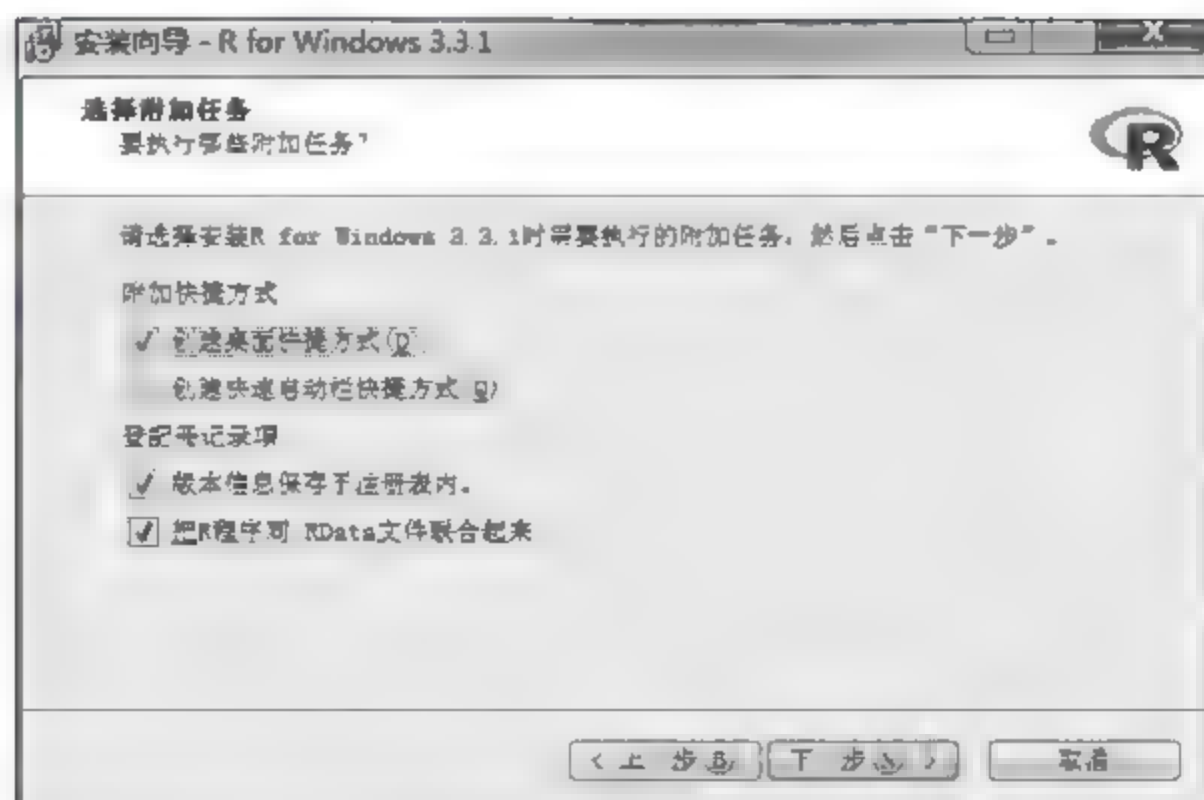 安装向导 - R for Windows 3.3.1
选择附加任务
要执行哪些附加任务?
R
请选择安装R for Windows 3.3.1时需要执行的附加任务，然后点击“下一步”。
附加快捷方式
创建桌面快捷方式(D)
创建快速启动栏快捷方式(Q)
登记册记录项
版本信息保存于注册表内。
把R程序同 RData文件联合起来
< 上一步(B) 下一步(N) > 取消